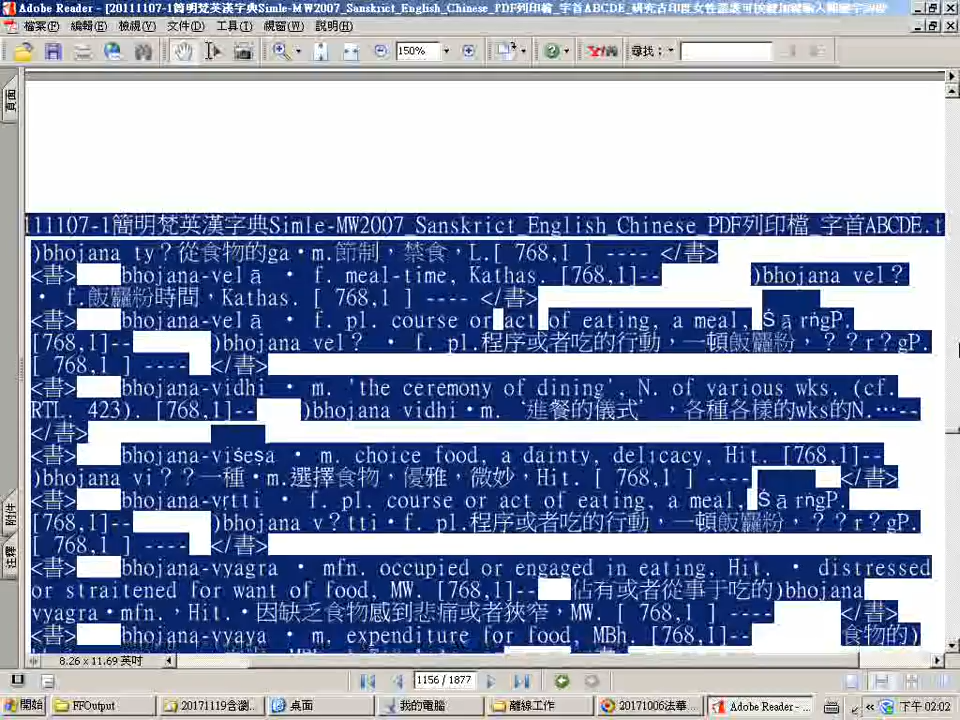 Adobe Reader - [20111107-1簡明梵英漢字典Simle-MW2007_Sanskrict_English_Chinese_PDF列印檔_字首ABCDE_研究古印度女性
檔案(F) 編輯(E) 檢視(V) 文件(D) 工具(T) 視窗(W) 說明(H)
150% 尋找:
頁面
111107-1簡明梵英漢字典Simle-MW2007_Sanskrict_English_Chinese_PDF列印檔_字首ABCDE.t
)bhojana ty？從食物的ga‧m.節制，禁食，L.[ 768,1 ] ---- </書>
<書> bhojana-velā ‧ f. meal-time, Kathas. [768,1]-- )bhojana vel？
‧ f.飯糶粉時間，Kathas. [ 768,1 ] ---- </書>
<書> bhojana-velā ‧ f. pl. course or act of eating, a meal, ŚārṅgP.
[768,1]-- )bhojana vel？ ‧ f. pl.程序或者吃的行動，一頓飯糶粉，？？r？gP.
[ 768,1 ] ---- </書>
<書> bhojana-vidhi ‧ m. 'the ceremony of dining', N. of various wks. (cf.
RTL. 423). [768,1]-- )bhojana vidhi‧m.‵進餐的儀式′，各種各樣的wks的N.…--
</書>
<書> bhojana-viśeṣa ‧ m. choice food, a dainty, delicacy, Hit. [768,1]--
)bhojana vi？？一種‧m.選擇食物，優雅，微妙，Hit. [ 768,1 ] ---- </書>
<書> bhojana-vṛtti ‧ f. pl. course or act of eating, a meal, ŚārṅgP.
[768,1]-- )bhojana v？tti‧f. pl.程序或者吃的行動，一頓飯糶粉，？？r？gP.
[ 768,1 ] ---- </書>
<書> bhojana-vyagra ‧ mfn. occupied or engaged in eating, Hit. ‧ distressed
or straitened for want of food, MW. [768,1]-- 佔有或者從事于吃的)bhojana
vyagra‧mfn.，Hit.‧因缺乏食物感到悲痛或者狹窄，MW. [ 768,1 ] ---- </書>
<書> bhojana-vyaya ‧ m. expenditure for food, MBh. [768,1]-- 食物的)
附件
注釋
8.26 x 11.69 英吋
1156 / 1877
開始 FFOutput 20171119含瀏... 桌面 我的電腦 離線工作 20171006法華... Adobe Reader - [... 下午 02:02